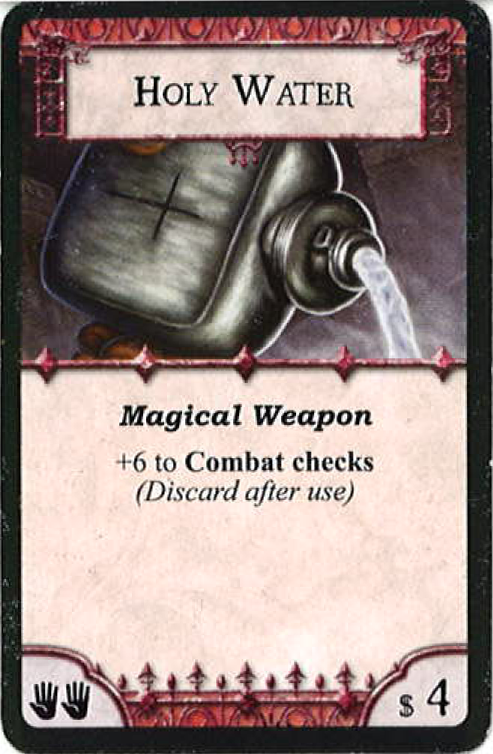 HOLY WATER
Magical Weapon
+6 to Combat checks
(Discard after use)
$ 4